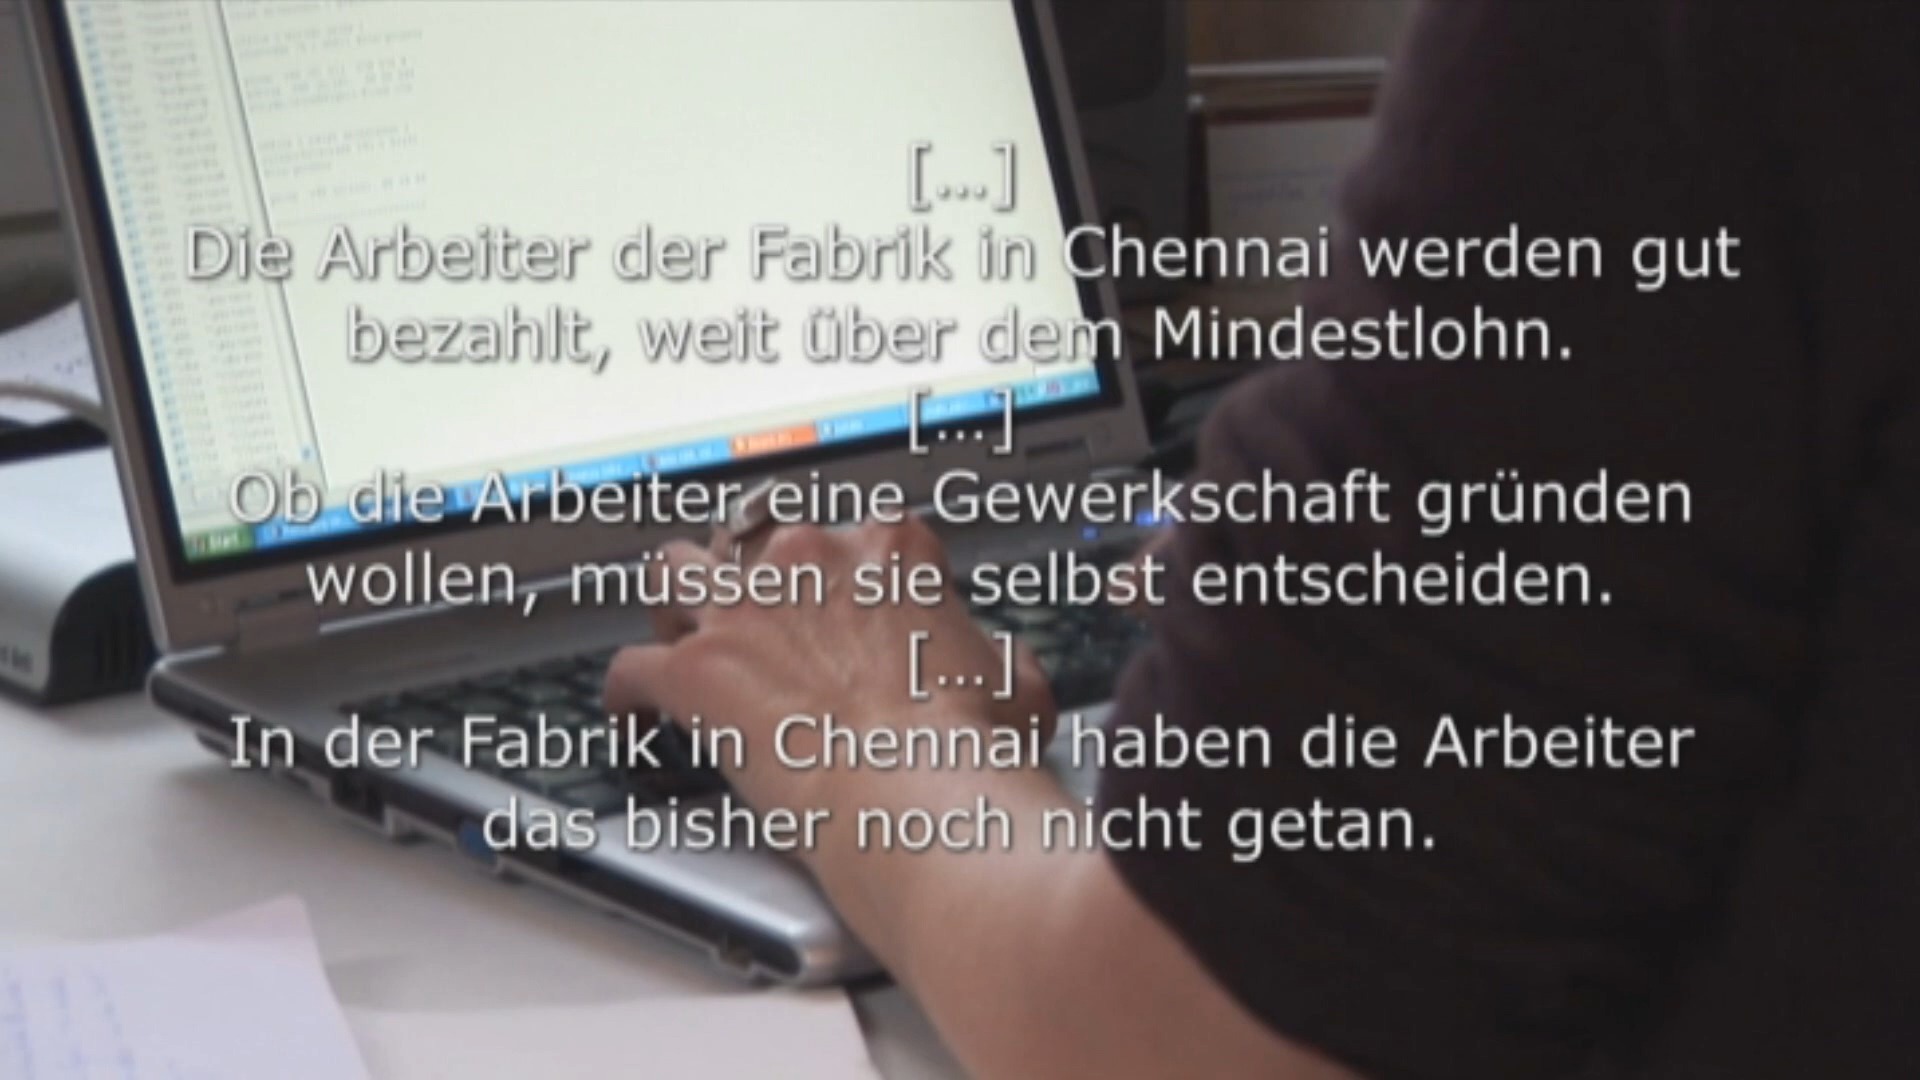 [...]
Die Arbeiter der Fabrik in Chennai werden gut
bezahlt, weit über dem Mindestlohn.
[...]
Ob die Arbeiter eine Gewerkschaft gründen
wollen, müssen sie selbst entscheiden.
[...]
In der Fabrik in Chennai haben die Arbeiter
das bisher noch nicht getan.
Start